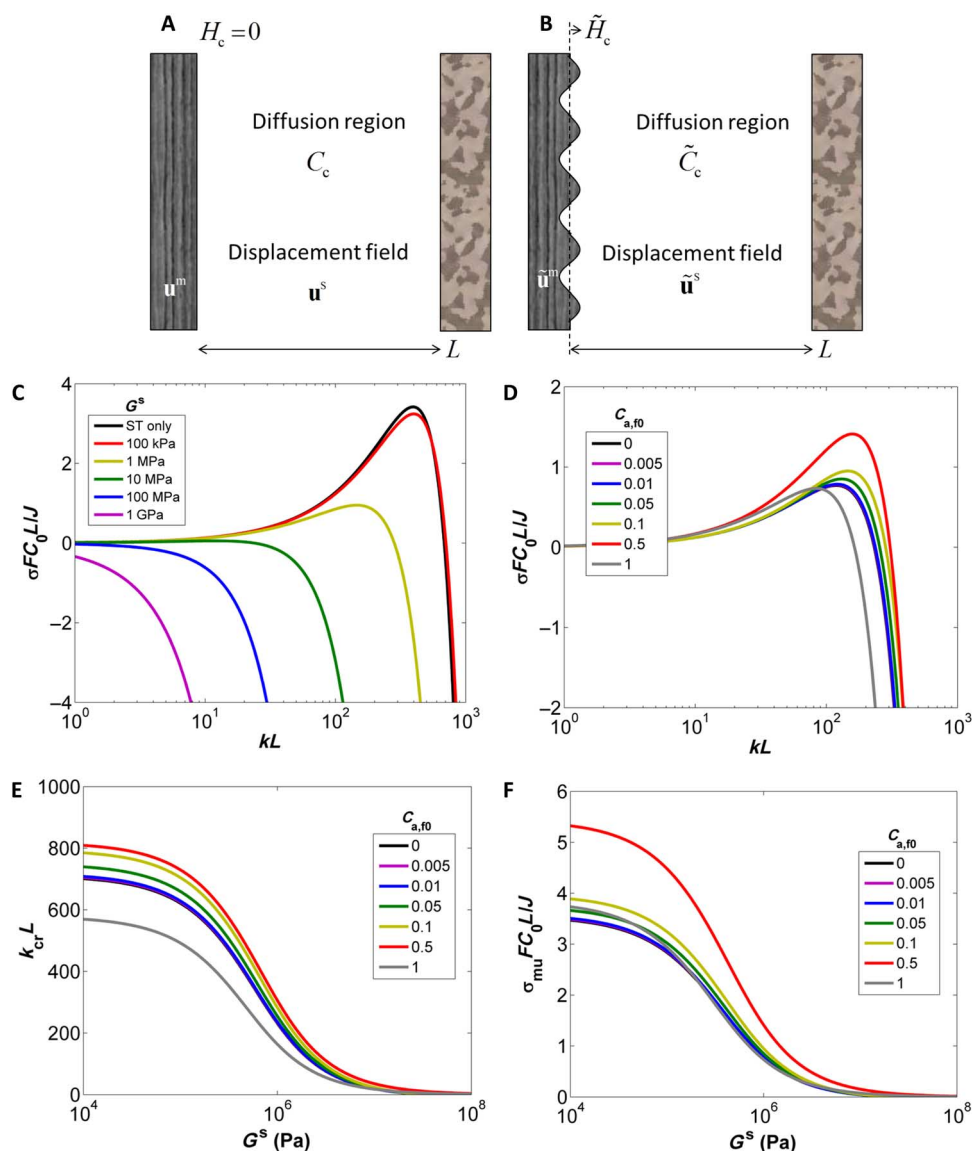 A
H_c = 0
Diffusion region
C_c
Displacement field
u^m
u^s
L
B
H̃_c
Diffusion region
C̃_c
Displacement field
ũ^m
ũ^s
L
C
σFC_0L/J
4
2
0
–2
–4
G^s
ST only
100 kPa
1 MPa
10 MPa
100 MPa
1 GPa
10^0
10^1
10^2
10^3
kL
D
σFC_0L/J
2
1
0
–1
–2
C_a,f0
0
0.005
0.01
0.05
0.1
0.5
1
10^0
10^1
10^2
10^3
kL
E
k_cr L
1000
800
600
400
200
0
C_a,f0
0
0.005
0.01
0.05
0.1
0.5
1
10^4
10^6
10^8
G^s (Pa)
F
σ_mu FC_0L/J
6
5
4
3
2
1
0
C_a,f0
0
0.005
0.01
0.05
0.1
0.5
1
10^4
10^6
10^8
G^s (Pa)